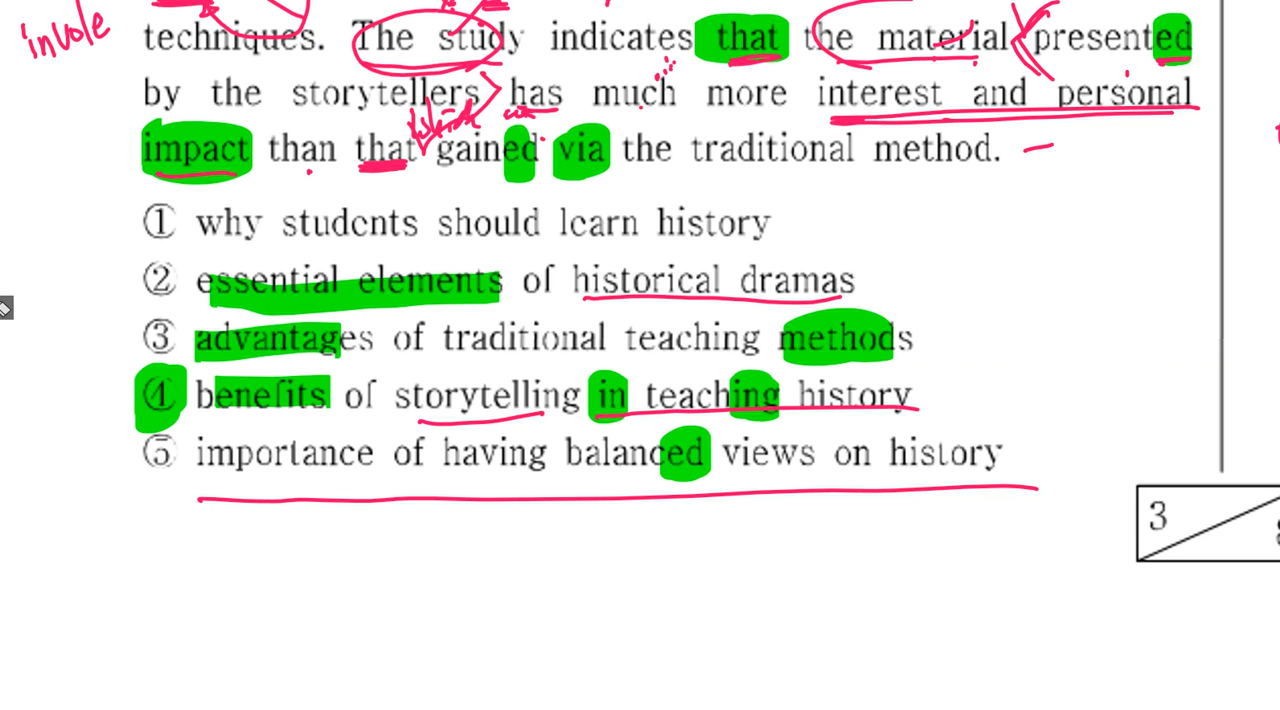 invole
techniques. The study indicates that the material presented
by the storytellers has much more interest and personal
impact than that gained via the traditional method.
① why students should learn history
② essential elements of historical dramas
③ advantages of traditional teaching methods
④ benefits of storytelling in teaching history
⑤ importance of having balanced views on history
3